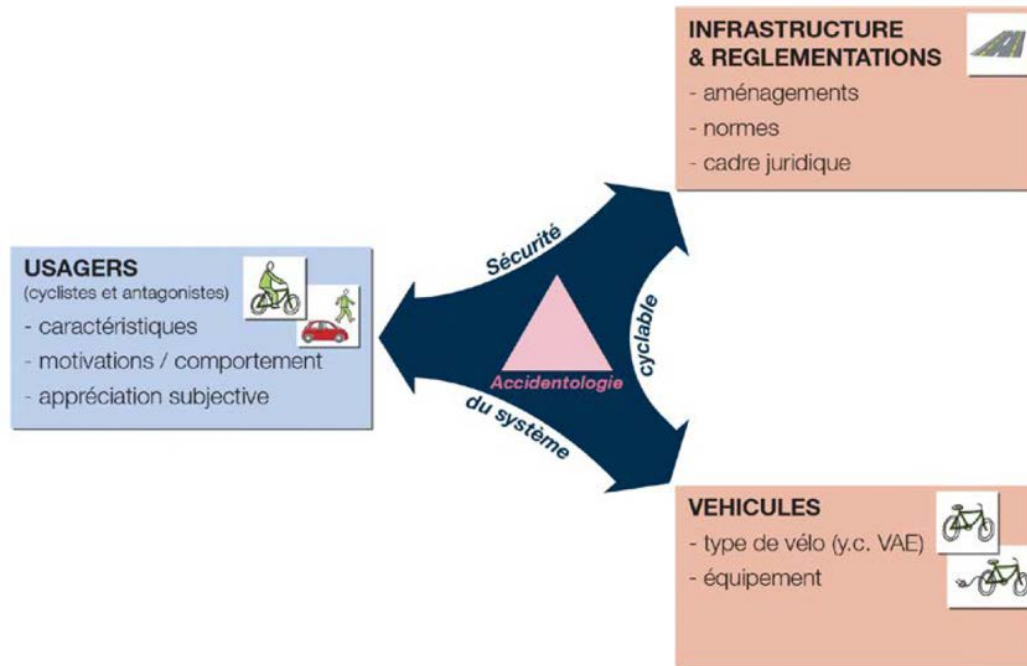 INFRASTRUCTURE
& REGLEMENTATIONS
- aménagements
- normes
- cadre juridique
USAGERS
(cyclistes et antagonistes)
- caractéristiques
- motivations / comportement
- appréciation subjective
Sécurité
cyclable
du système
Accidentologie
VEHICULES
- type de vélo (y.c. VAE)
- équipement